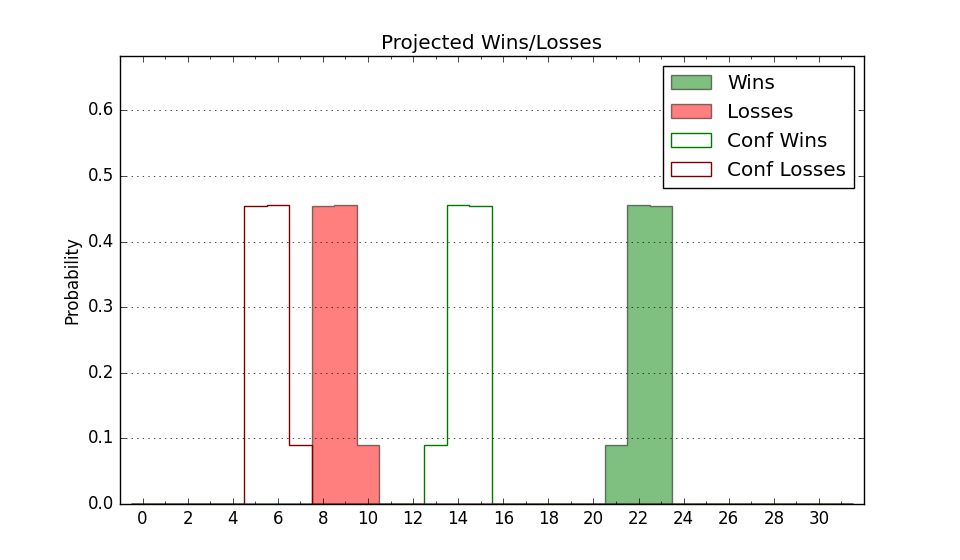 Projected Wins/Losses
Wins
Losses
Conf Wins
Conf Losses
Probability
0.6
0.5
0.4
0.3
0.2
0.1
0.0
0 2 4 6 8 10 12 14 16 18 20 22 24 26 28 30